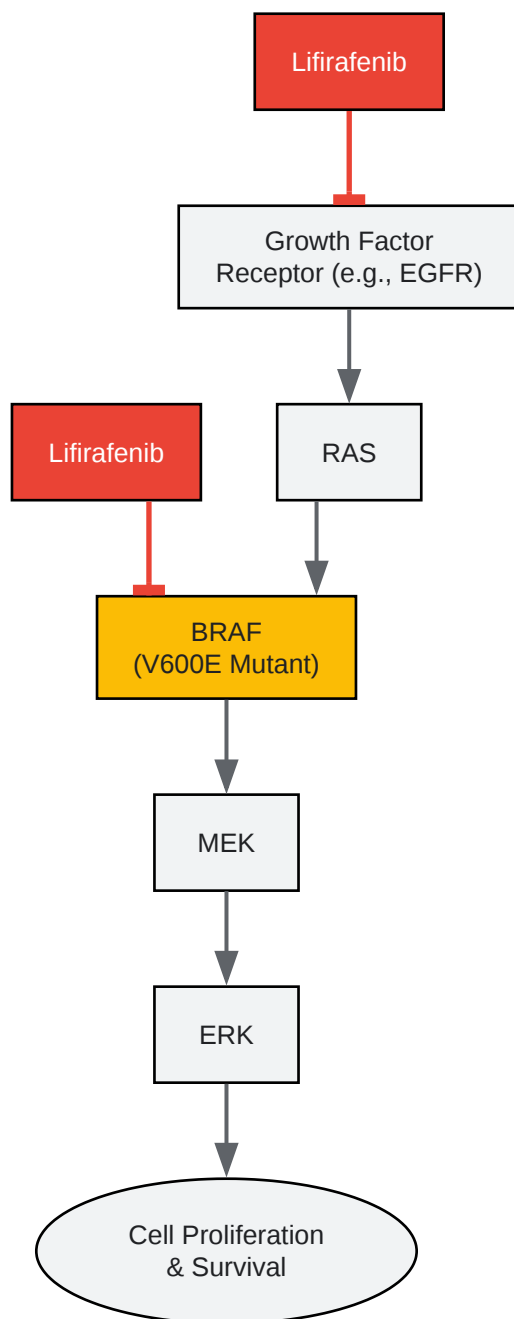 Lifirafenib
Growth Factor
Receptor (e.g., EGFR)
Lifirafenib
RAS
BRAF
(V600E Mutant)
MEK
ERK
Cell Proliferation
& Survival